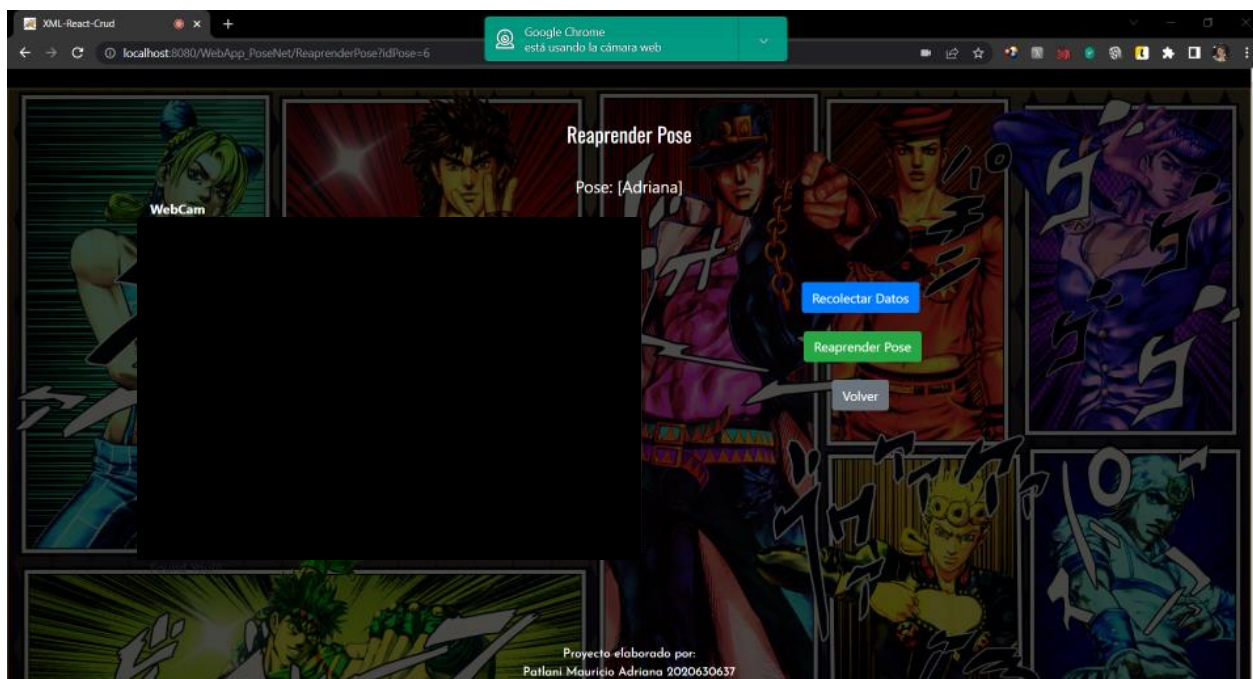 XML-React-Crud
Google Chrome
está usando la cámara web
localhost:8080/WebApp_PoseNet/ReaprenderPose?idPose=6
Reaprender Pose
Pose: [Adriana]
WebCam
Recolectar Datos
Reaprender Pose
Volver
Proyecto elaborado por:
Patlani Mauricio Adriana 2020630637